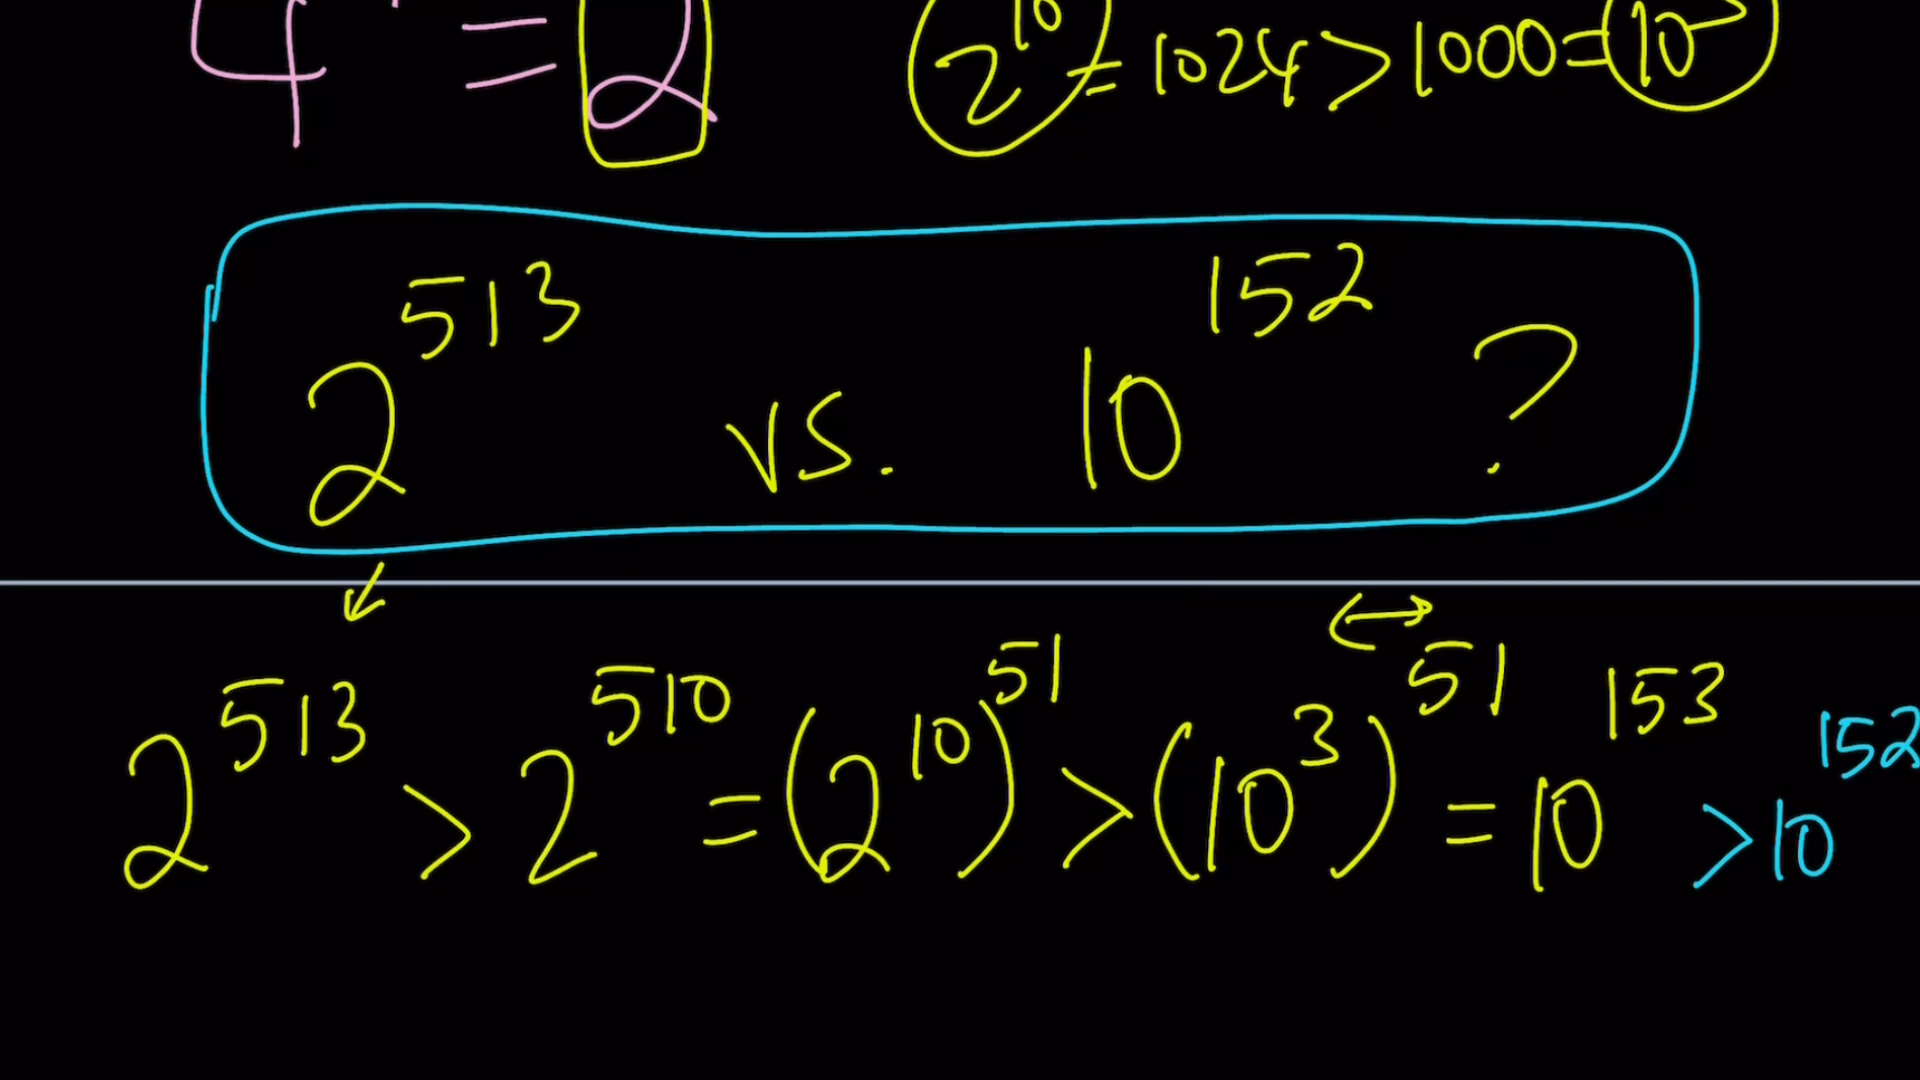 4 = 2
2^10 = 1024 > 1000 = 10^3
2^513 vs. 10^152 ?
2^513 > 2^510 = (2^10)^51 > (10^3)^51 = 10^153 > 10^152